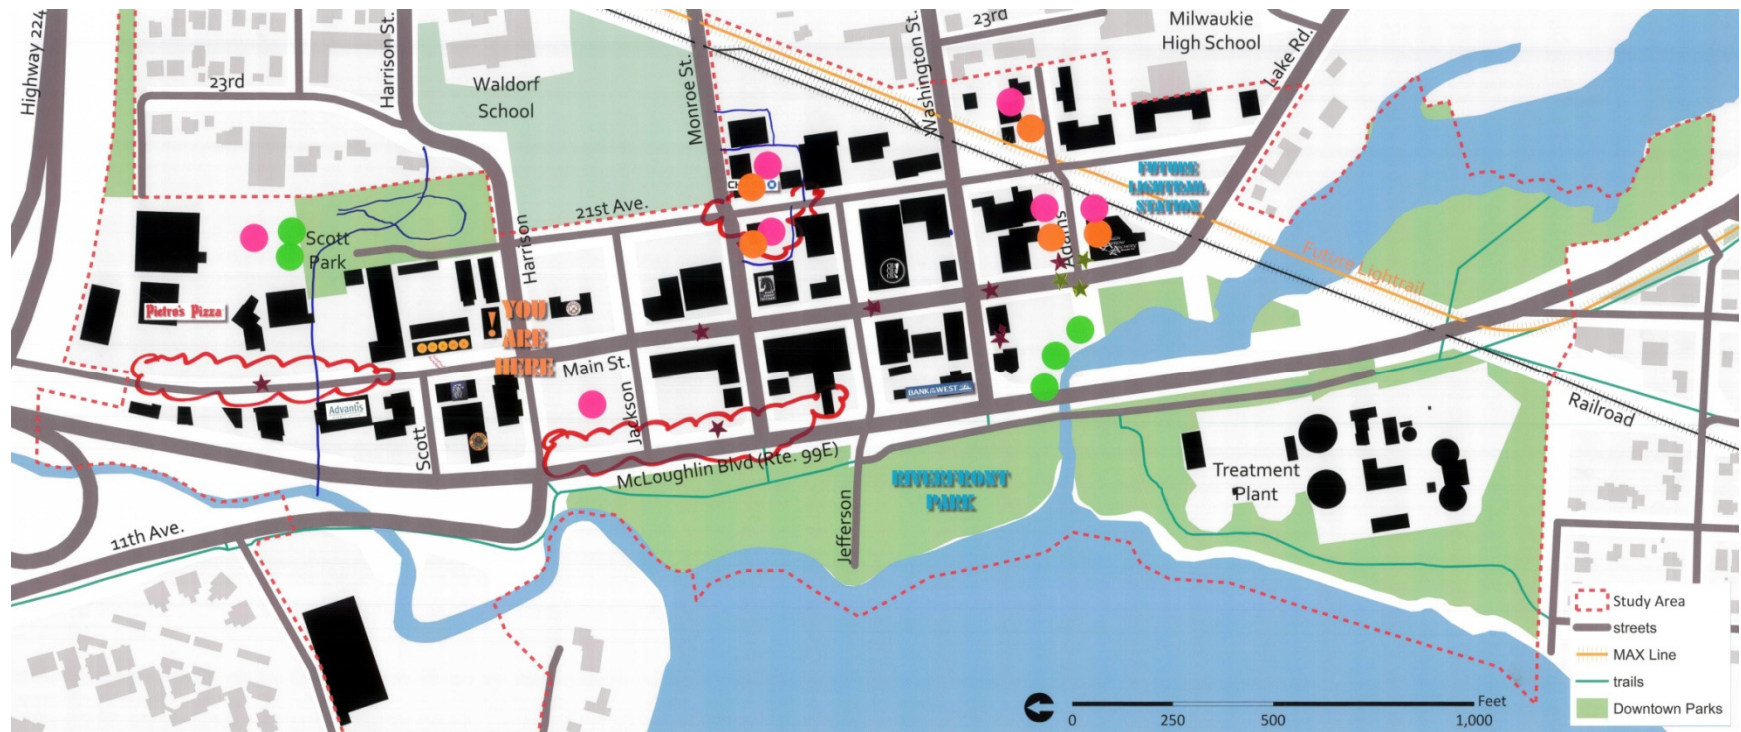 Highway 224
23rd
Harrison St.
Waldorf
School
Monroe St.
Washington St.
23rd
Milwaukie
High School
Lake Rd.
Scott
Park
Harrison
21st Ave.
Adams
FUTURE
LIGHTRAIL
STATION
Future Lightrail
Pietro's Pizza
!
YOU
ARE
HERE
Main St.
Advantis
Scott
Jackson
BANK OF THE WEST
McLoughlin Blvd (Rte. 99E)
Jefferson
RIVERFRONT
PARK
Treatment
Plant
Railroad
11th Ave.
Study Area
streets
MAX Line
trails
Downtown Parks
Feet
0 250 500 1,000